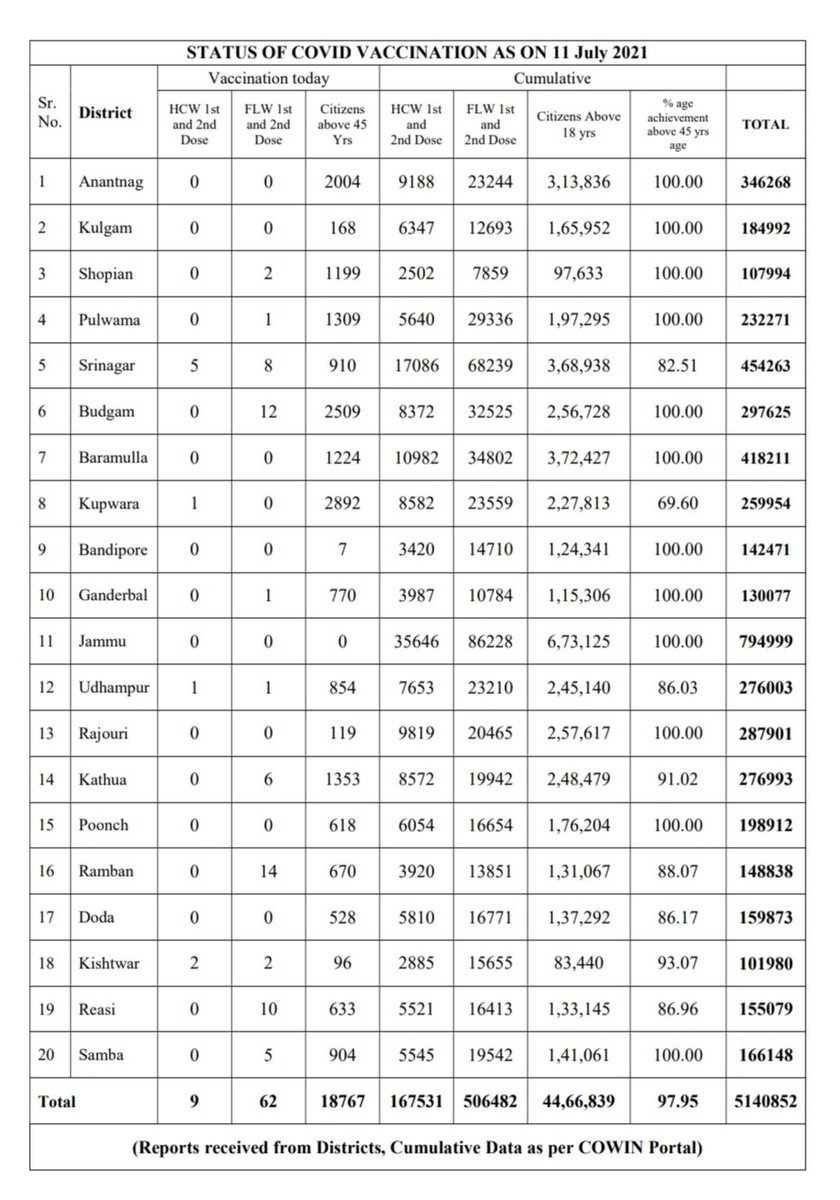 STATUS OF COVID VACCINATION AS ON 11 July 2021
Sr. No. District Vaccination today Cumulative
HCW 1st and 2nd Dose FLW 1st and 2nd Dose Citizens above 45 Yrs HCW 1st and 2nd Dose FLW 1st and 2nd Dose Citizens Above 18 yrs % age achievement above 45 yrs age TOTAL
1 Anantnag 0 0 2004 9188 23244 3,13,836 100.00 346268
2 Kulgam 0 0 168 6347 12693 1,65,952 100.00 184992
3 Shopian 0 2 1199 2502 7859 97,633 100.00 107994
4 Pulwama 0 1 1309 5640 29336 1,97,295 100.00 232271
5 Srinagar 5 8 910 17086 68239 3,68,938 82.51 454263
6 Budgam 0 12 2509 8372 32525 2,56,728 100.00 297625
7 Baramulla 0 0 1224 10982 34802 3,72,427 100.00 418211
8 Kupwara 1 0 2892 8582 23559 2,27,813 69.60 259954
9 Bandipore 0 0 7 3420 14710 1,24,341 100.00 142471
10 Ganderbal 0 1 770 3987 10784 1,15,306 100.00 130077
11 Jammu 0 0 0 35646 86228 6,73,125 100.00 794999
12 Udhampur 1 1 854 7653 23210 2,45,140 86.03 276003
13 Rajouri 0 0 119 9819 20465 2,57,617 100.00 287901
14 Kathua 0 6 1353 8572 19942 2,48,479 91.02 276993
15 Poonch 0 0 618 6054 16654 1,76,204 100.00 198912
16 Ramban 0 14 670 3920 13851 1,31,067 88.07 148838
17 Doda 0 0 528 5810 16771 1,37,292 86.17 159873
18 Kishtwar 2 2 96 2885 15655 83,440 93.07 101980
19 Reasi 0 10 633 5521 16413 1,33,145 86.96 155079
20 Samba 0 5 904 5545 19542 1,41,061 100.00 166148
Total 9 62 18767 167531 506482 44,66,839 97.95 5140852
(Reports received from Districts, Cumulative Data as per COWIN Portal)